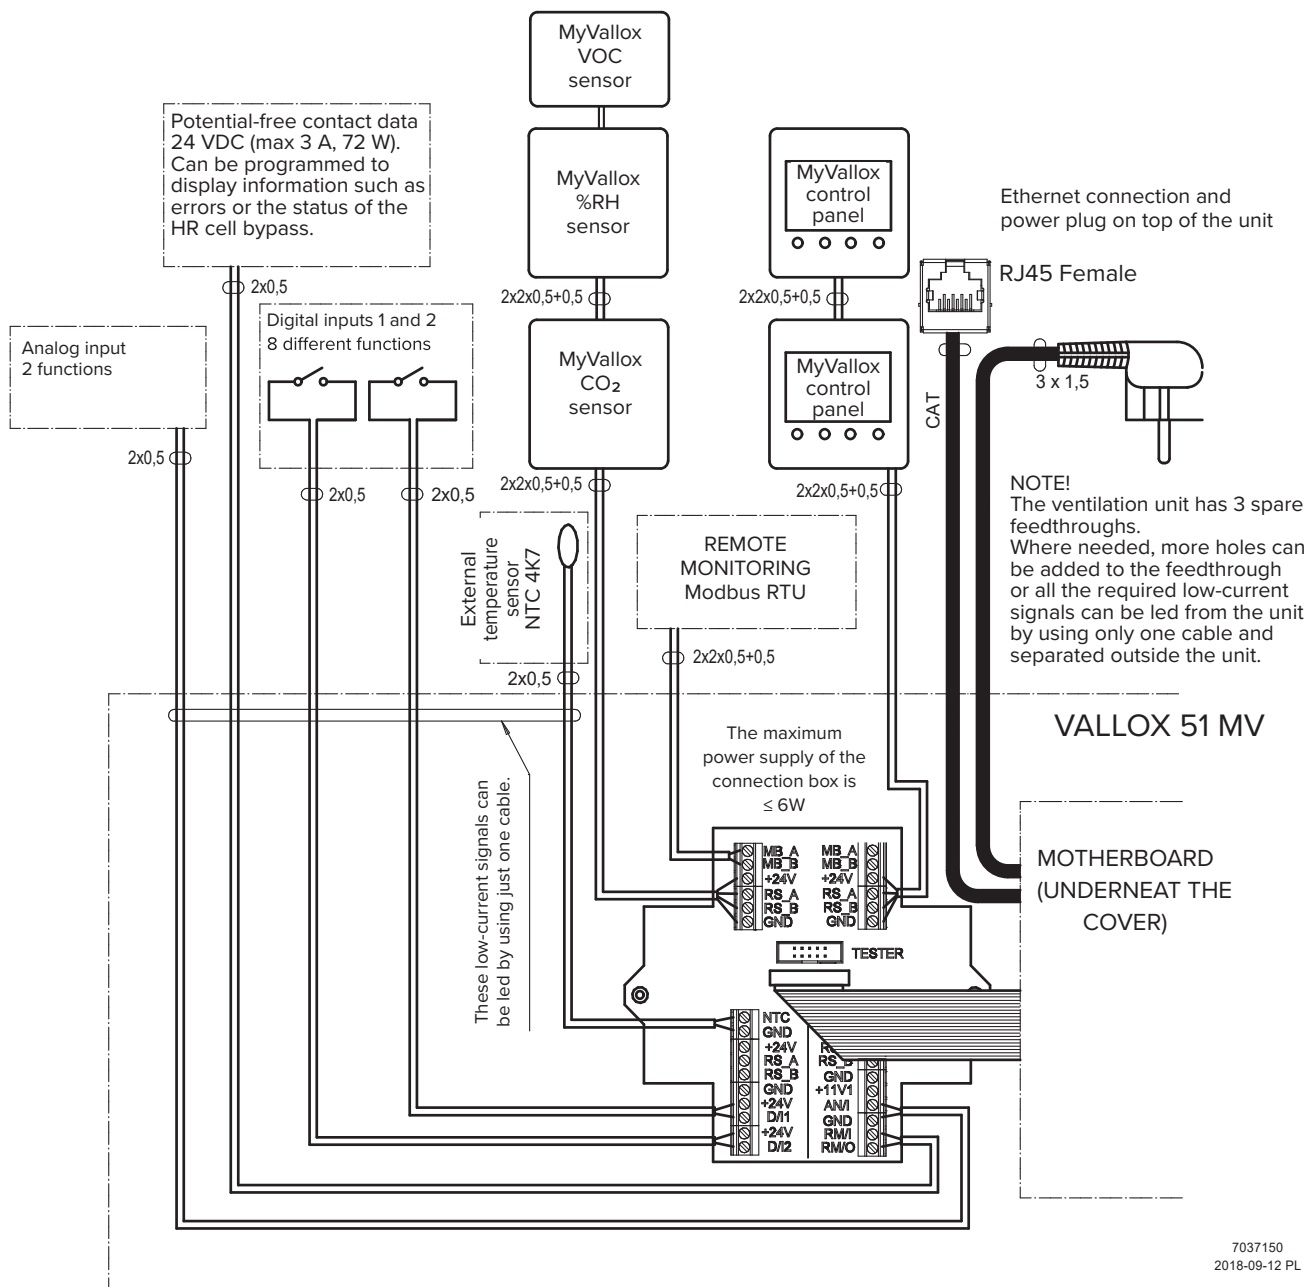 MyVallox
VOC
sensor
Potential-free contact data
24 VDC (max 3 A, 72 W).
Can be programmed to
display information such as
errors or the status of the
HR cell bypass.
MyVallox
%RH
sensor
MyVallox
control
panel
Ethernet connection and
power plug on top of the unit
RJ45 Female
2x0,5
2x2x0,5+0,5
2x2x0,5+0,5
Digital inputs 1 and 2
8 different functions
Analog input
2 functions
MyVallox
CO₂
sensor
MyVallox
control
panel
CAT
3 x 1,5
2x0,5
2x0,5
2x0,5
2x2x0,5+0,5
2x2x0,5+0,5
NOTE!
The ventilation unit has 3 spare
feedthroughs.
Where needed, more holes can
be added to the feedthrough
or all the required low-current
signals can be led from the unit
by using only one cable and
separated outside the unit.
External
temperature
sensor
NTC 4K7
REMOTE
MONITORING
Modbus RTU
2x0,5
2x2x0,5+0,5
VALLOX 51 MV
The maximum
power supply of the
connection box is
≤ 6W
These low-current signals can
be led by using just one cable.
MOTHERBOARD
(UNDERNEAT THE
COVER)
MB_A
MB_B
+24V
RS_A
RS_B
GND
MB_A
MB_B
+24V
RS_A
RS_B
GND
TESTER
NTC
GND
+24V
RS_A
RS_B
GND
+24V
D/I1
+24V
D/I2
RS_B
GND
+11V1
AN/I
GND
RM/I
RM/O
7037150
2018-09-12 PL